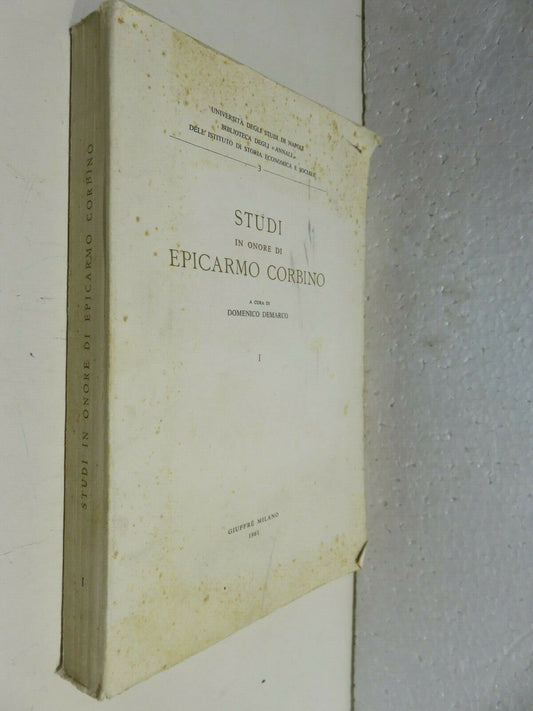 UNIVERSITÀ DEGLI STUDI DI NAPOLI
BIBLIOTECA DEGLI «ANNALI»
DELL'ISTITUTO DI STORIA ECONOMICA E SOCIALE
3
STUDI
IN ONORE DI
EPICARMO CORBINO
A CURA DI
DOMENICO DEMARCO
I
GIUFFRÈ MILANO
1961
STUDI IN ONORE DI EPICARMO CORBINO
I